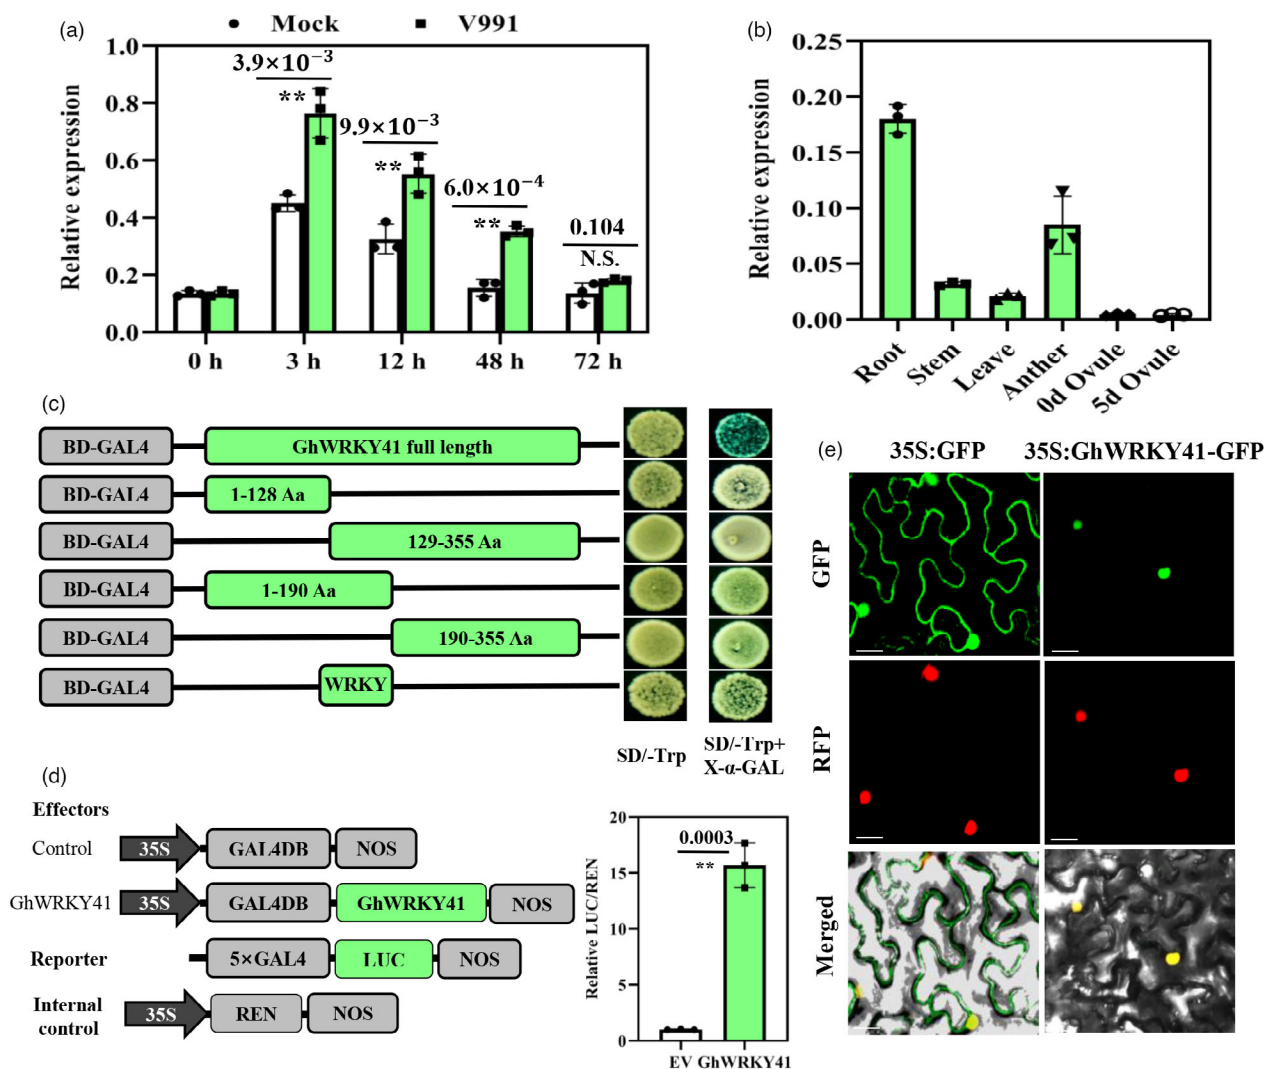 (a)
Mock
V991
Relative expression
1.0
0.8
0.6
0.4
0.2
0.0
3.9×10⁻³
**
9.9×10⁻³
**
6.0×10⁻⁴
**
0.104
N.S.
0 h
3 h
12 h
48 h
72 h
(b)
Relative expression
0.25
0.20
0.15
0.10
0.05
0.00
Root
Stem
Leave
Anther
0d Ovule
5d Ovule
(c)
BD-GAL4 GhWRKY41 full length
BD-GAL4 1-128 Aa
BD-GAL4 129-355 Aa
BD-GAL4 1-190 Aa
BD-GAL4 190-355 Aa
BD-GAL4 WRKY
SD/-Trp
SD/-Trp+
X-α-GAL
(d)
Effectors
Control 35S GAL4DB NOS
GhWRKY41 35S GAL4DB GhWRKY41 NOS
Reporter 5×GAL4 LUC NOS
Internal
control
35S REN NOS
Relative LUC/REN
20
15
10
5
0
0.0003
**
EV GhWRKY41
(e)
35S:GFP 35S:GhWRKY41-GFP
GFP
RFP
Merged